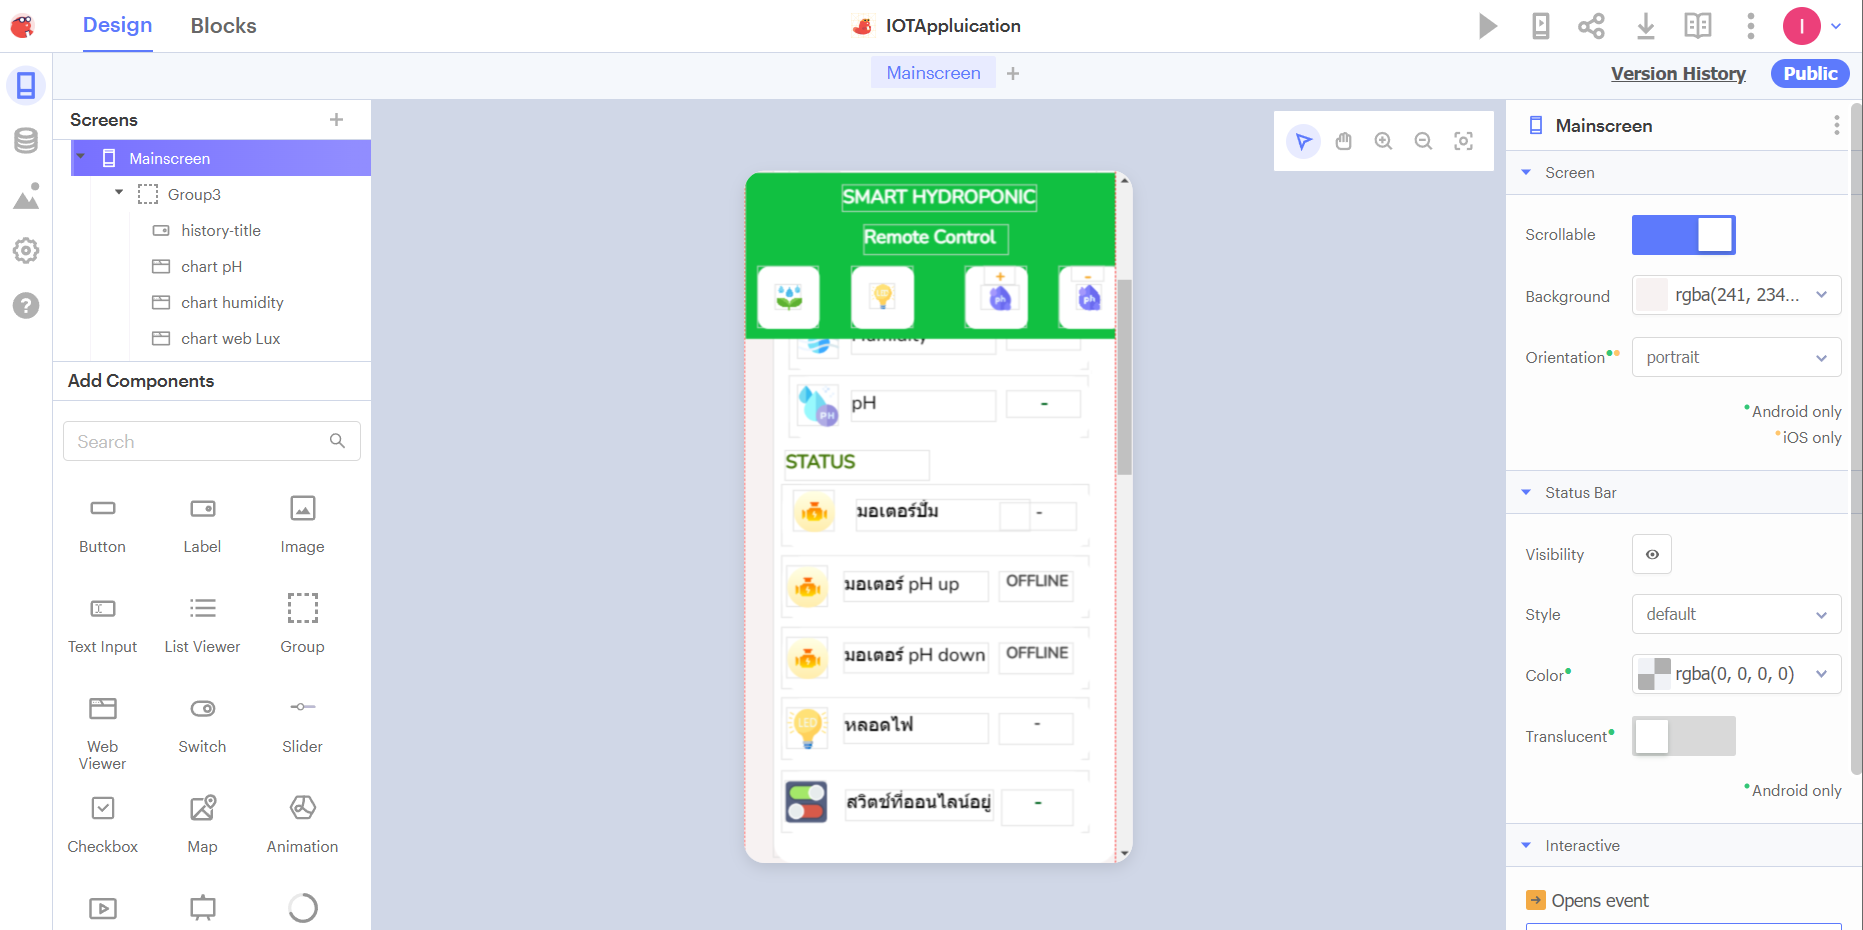 Design
Blocks
IOTAppluication
I
Mainscreen
Version History
Public
Screens
Mainscreen
Group3
history-title
chart pH
chart humidity
chart web Lux
Add Components
Search
Button
Label
Image
Text Input
List Viewer
Group
Web
Viewer
Switch
Slider
Checkbox
Map
Animation
SMART HYDROPONIC
Remote Control
LED
+
ph
-
ph
Humidity
PH
pH
-
STATUS
มอเตอร์ปั๊ม
-
มอเตอร์ pH up
OFFLINE
มอเตอร์ pH down
OFFLINE
LED
หลอดไฟ
-
สวิตช์ที่ออนไลน์อยู่
-
Mainscreen
Screen
Scrollable
Background
rgba(241, 234...
Orientation
portrait
Android only
iOS only
Status Bar
Visibility
Style
default
Color
rgba(0, 0, 0, 0)
Translucent
Android only
Interactive
Opens event